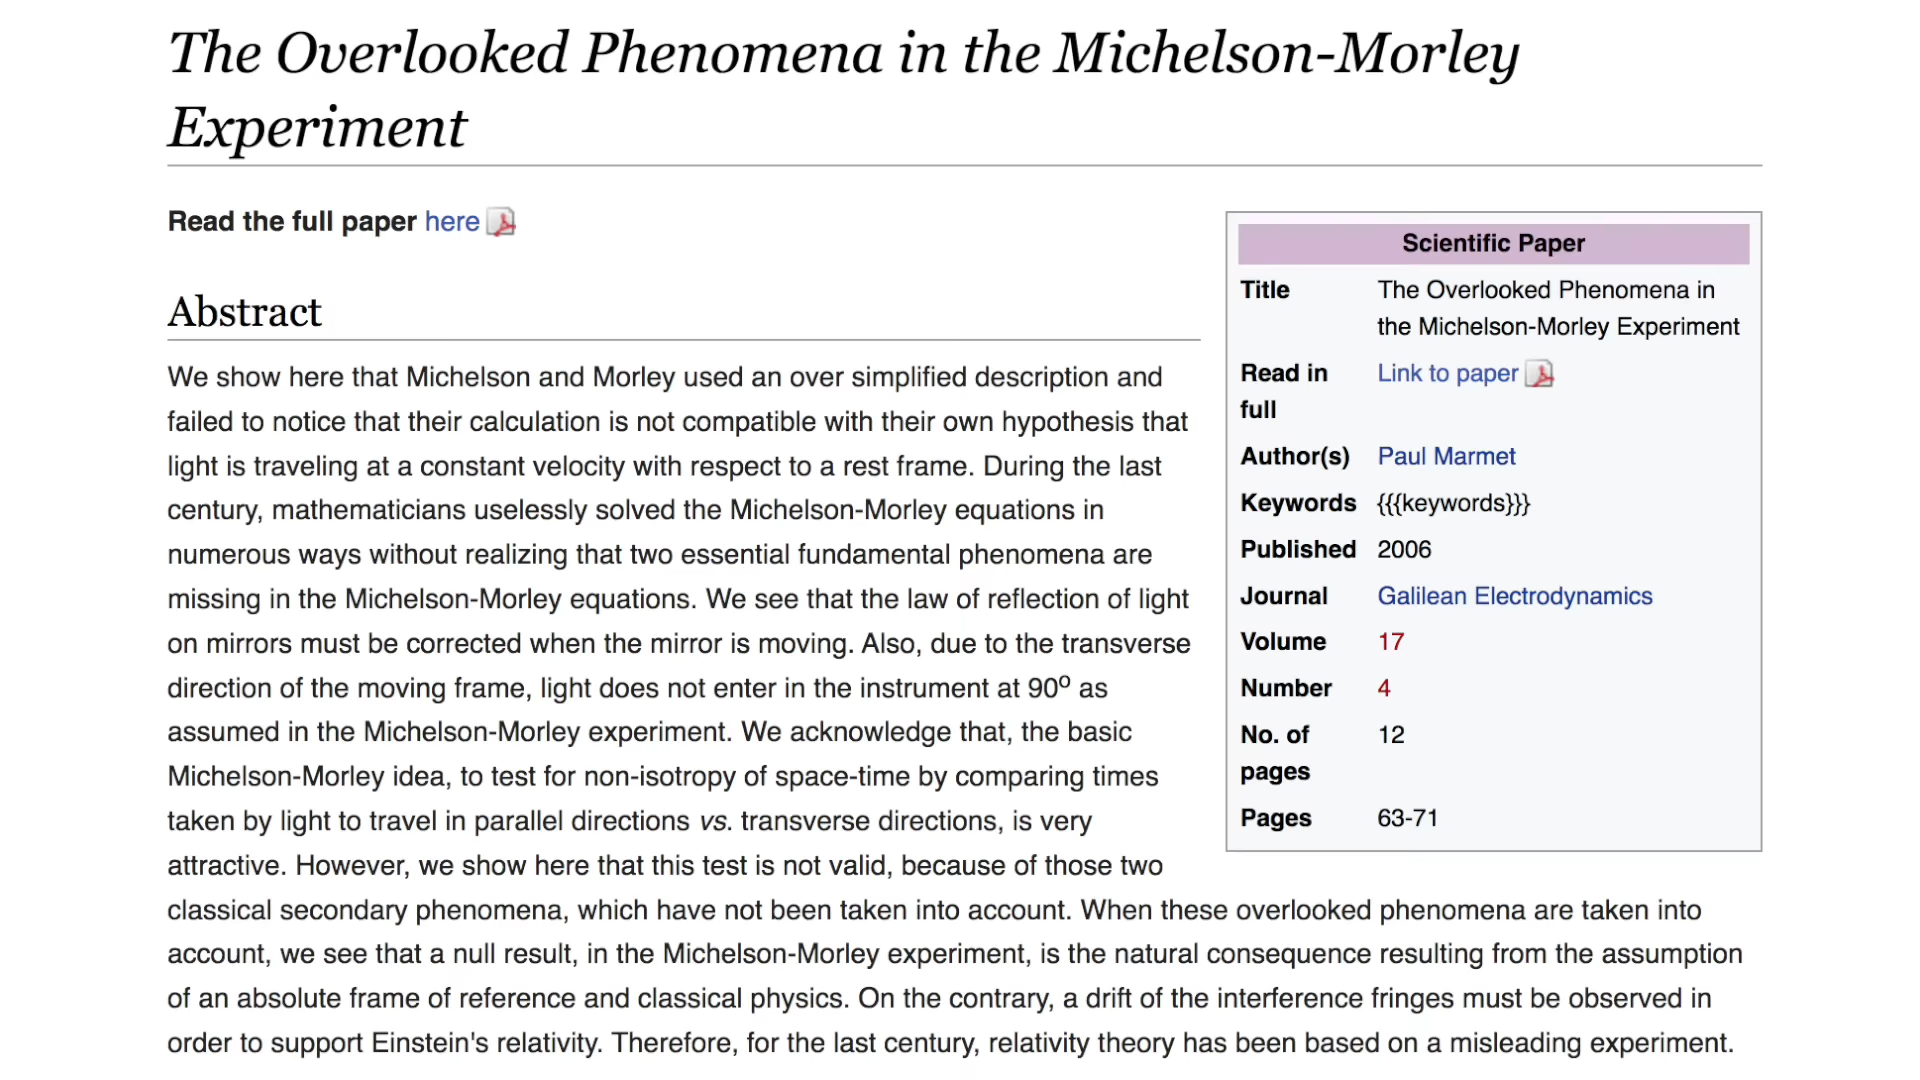 The Overlooked Phenomena in the Michelson-Morley
Experiment
Read the full paper here
Abstract
We show here that Michelson and Morley used an over simplified description and
failed to notice that their calculation is not compatible with their own hypothesis that
light is traveling at a constant velocity with respect to a rest frame. During the last
century, mathematicians uselessly solved the Michelson-Morley equations in
numerous ways without realizing that two essential fundamental phenomena are
missing in the Michelson-Morley equations. We see that the law of reflection of light
on mirrors must be corrected when the mirror is moving. Also, due to the transverse
direction of the moving frame, light does not enter in the instrument at 90º as
assumed in the Michelson-Morley experiment. We acknowledge that, the basic
Michelson-Morley idea, to test for non-isotropy of space-time by comparing times
taken by light to travel in parallel directions vs. transverse directions, is very
attractive. However, we show here that this test is not valid, because of those two
classical secondary phenomena, which have not been taken into account. When these overlooked phenomena are taken into
account, we see that a null result, in the Michelson-Morley experiment, is the natural consequence resulting from the assumption
of an absolute frame of reference and classical physics. On the contrary, a drift of the interference fringes must be observed in
order to support Einstein's relativity. Therefore, for the last century, relativity theory has been based on a misleading experiment.
Scientific Paper
Title The Overlooked Phenomena in
the Michelson-Morley Experiment
Read in Link to paper
full
Author(s) Paul Marmet
Keywords {{{keywords}}}
Published 2006
Journal Galilean Electrodynamics
Volume 17
Number 4
No. of 12
pages
Pages 63-71